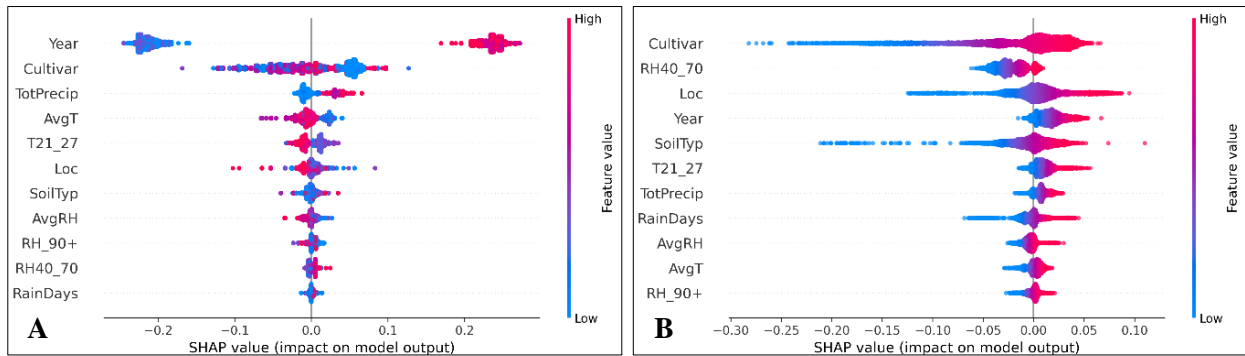 High
Year
Cultivar
TotPrecip
AvgT
T21_27
Loc
SoilTyp
AvgRH
RH_90+
RH40_70
RainDays
Feature value
Low
−0.2 −0.1 0.0 0.1 0.2
SHAP value (impact on model output)
A
High
Cultivar
RH40_70
Loc
Year
SoilTyp
T21_27
TotPrecip
RainDays
AvgRH
AvgT
RH_90+
Feature value
Low
−0.30 −0.25 −0.20 −0.15 −0.10 −0.05 0.00 0.05 0.10
SHAP value (impact on model output)
B